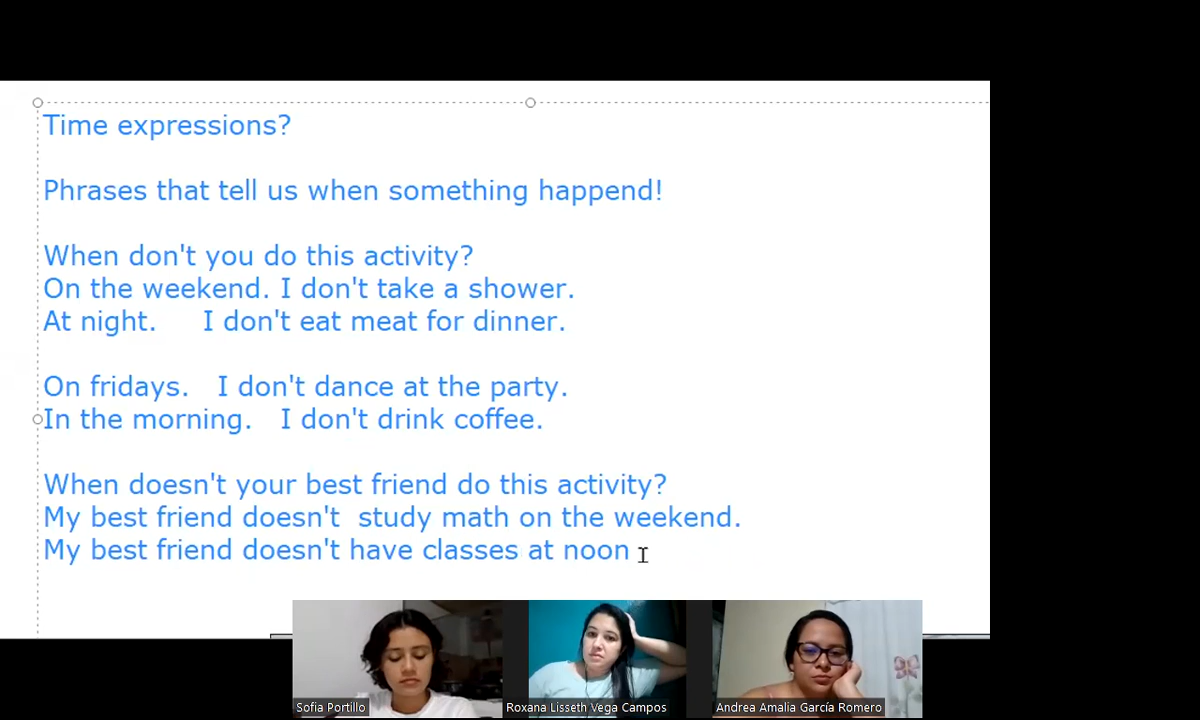 Time expressions?
Phrases that tell us when something happend!
When don't you do this activity?
On the weekend. I don't take a shower.
At night. I don't eat meat for dinner.
On fridays. I don't dance at the party.
In the morning. I don't drink coffee.
When doesn't your best friend do this activity?
My best friend doesn't study math on the weekend.
My best friend doesn't have classes at noon
Sofia Portillo
Roxana Lisseth Vega Campos
Andrea Amalia García Romero